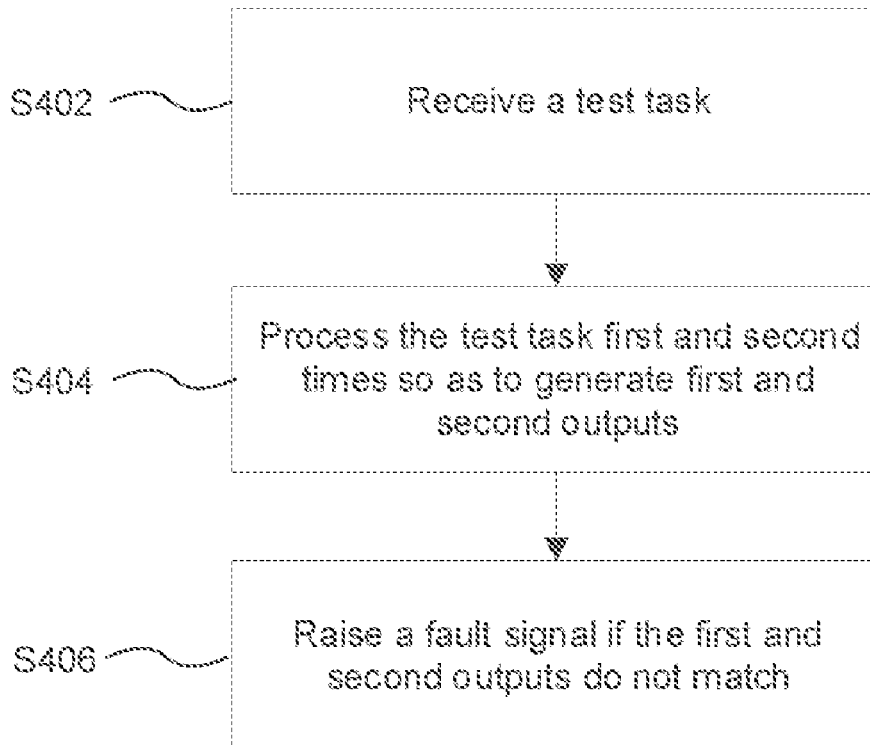 S402
Receive a test task
S404
Process the test task first and second
times so as to generate first and
second outputs
S406
Raise a fault signal if the first and
second outputs do not match